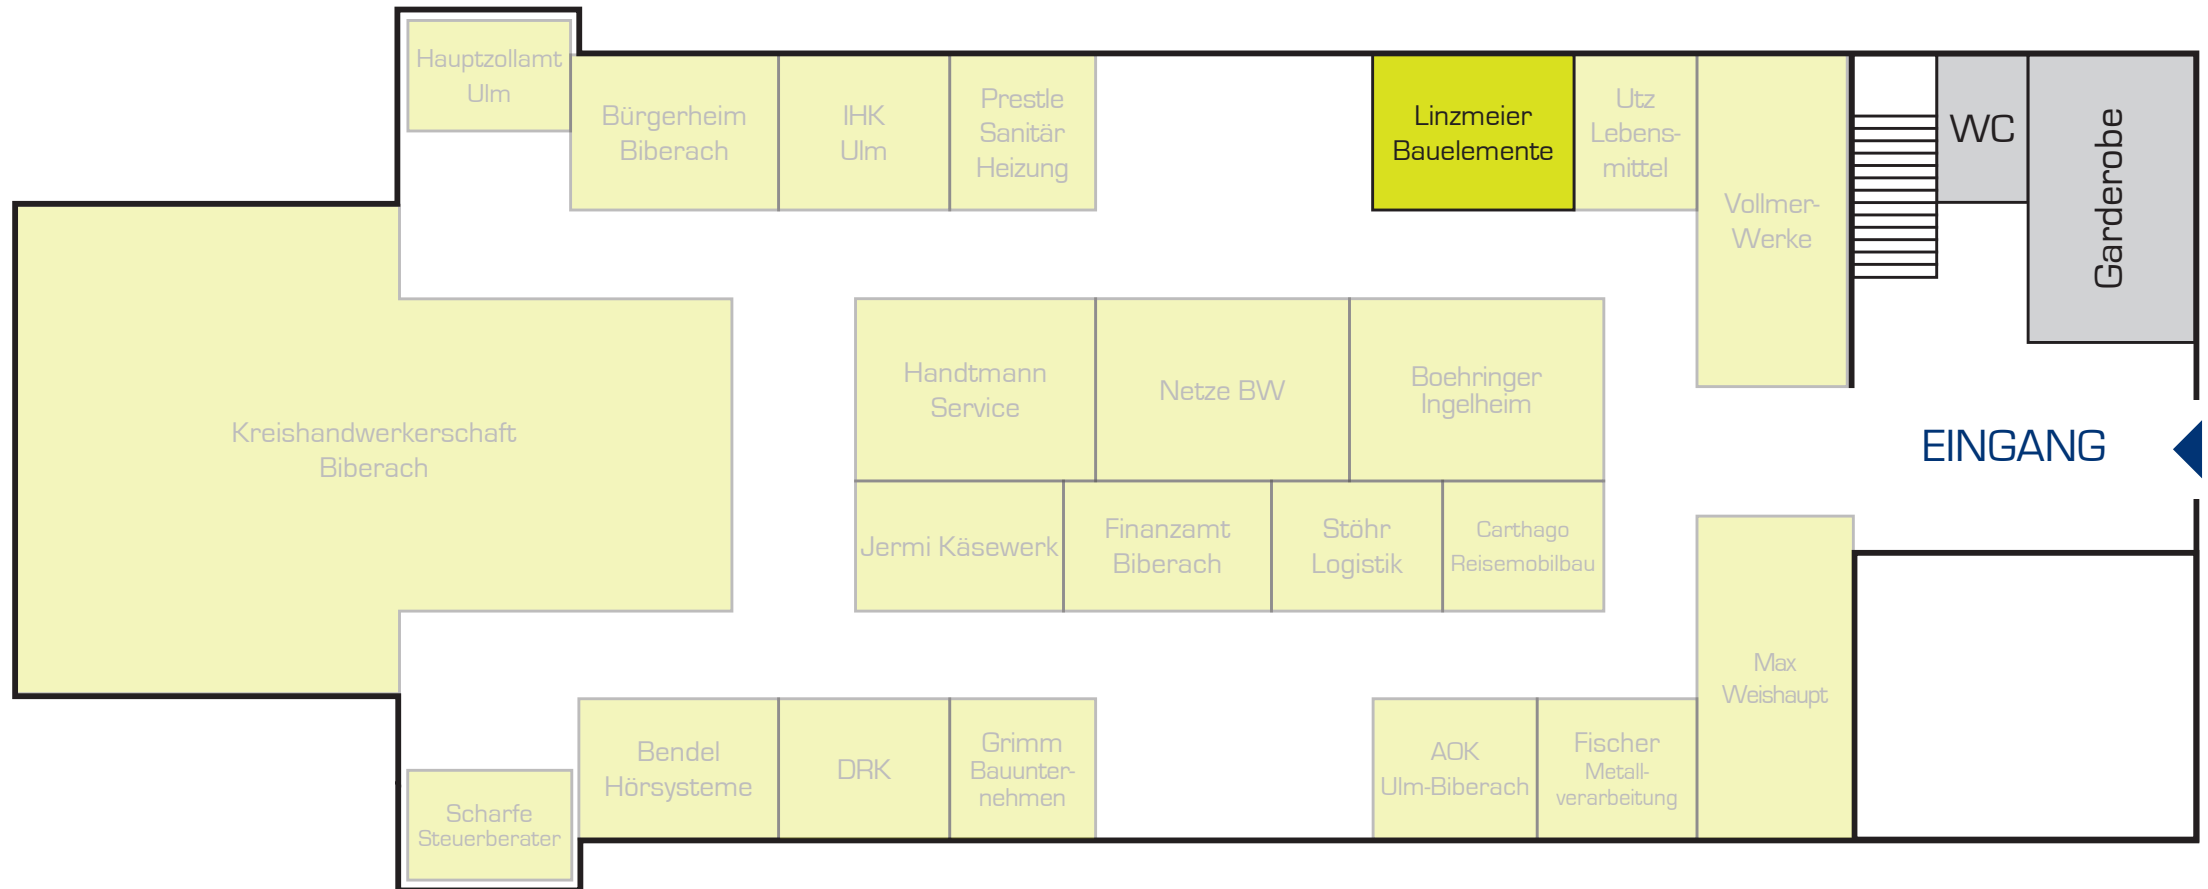 Hauptzollamt
Ulm
Bürgerheim
Biberach
IHK
Ulm
Prestle
Sanitär
Heizung
Linzmeier
Bauelemente
Utz
Lebens-
mittel
Vollmer-
Werke
WC
Garderobe
Kreishandwerkerschaft
Biberach
Handtmann
Service
Netze BW
Boehringer
Ingelheim
EINGANG
Jermi Käsewerk
Finanzamt
Biberach
Stöhr
Logistik
Carthago
Reisemobilbau
Max
Weishaupt
Scharfe
Steuerberater
Bendel
Hörsysteme
DRK
Grimm
Bauunter-
nehmen
AOK
Ulm-Biberach
Fischer
Metall-
verarbeitung